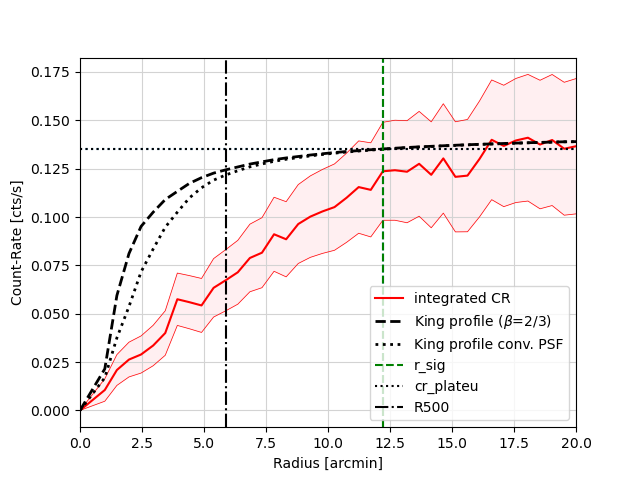 0.175
0.150
0.125
0.100
0.075
0.050
0.025
0.000
Count-Rate [cts/s]
integrated CR
King profile (β=2/3)
King profile conv. PSF
r_sig
cr_plateu
R500
0.0 2.5 5.0 7.5 10.0 12.5 15.0 17.5 20.0
Radius [arcmin]